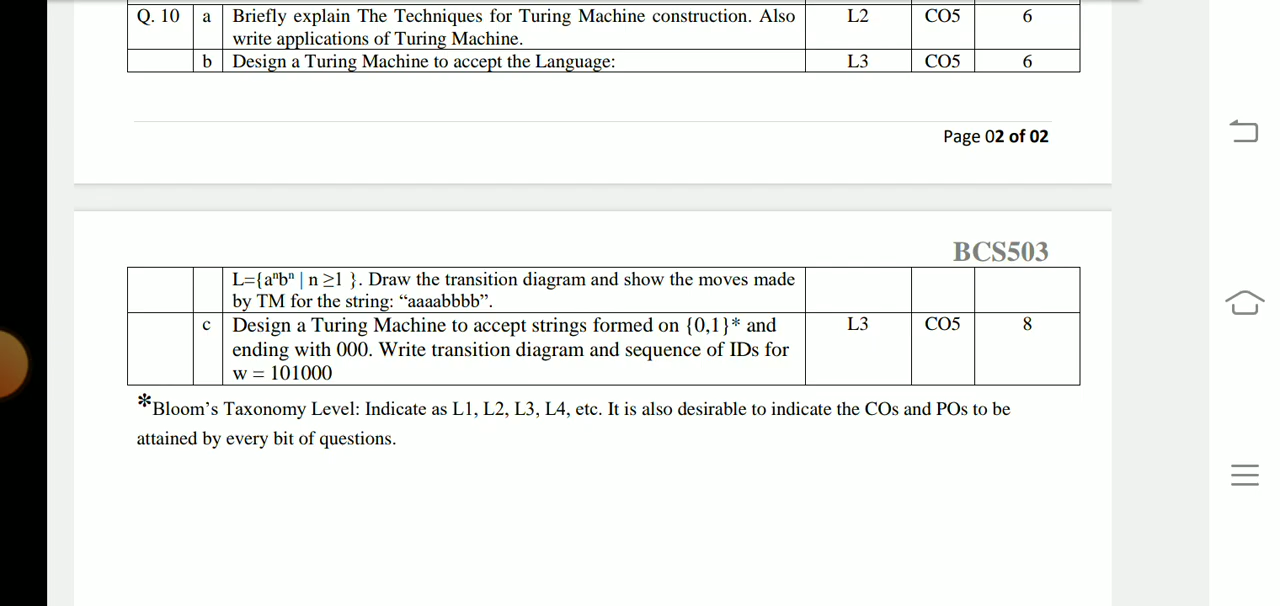 Q. 10 a Briefly explain The Techniques for Turing Machine construction. Also L2 CO5 6
write applications of Turing Machine.
b Design a Turing Machine to accept the Language: L3 CO5 6
Page 02 of 02
BCS503
L={aⁿbⁿ | n ≥1 }. Draw the transition diagram and show the moves made
by TM for the string: “aaaabbbb”.
c Design a Turing Machine to accept strings formed on {0,1}* and L3 CO5 8
ending with 000. Write transition diagram and sequence of IDs for
w = 101000
*Bloom’s Taxonomy Level: Indicate as L1, L2, L3, L4, etc. It is also desirable to indicate the COs and POs to be
attained by every bit of questions.